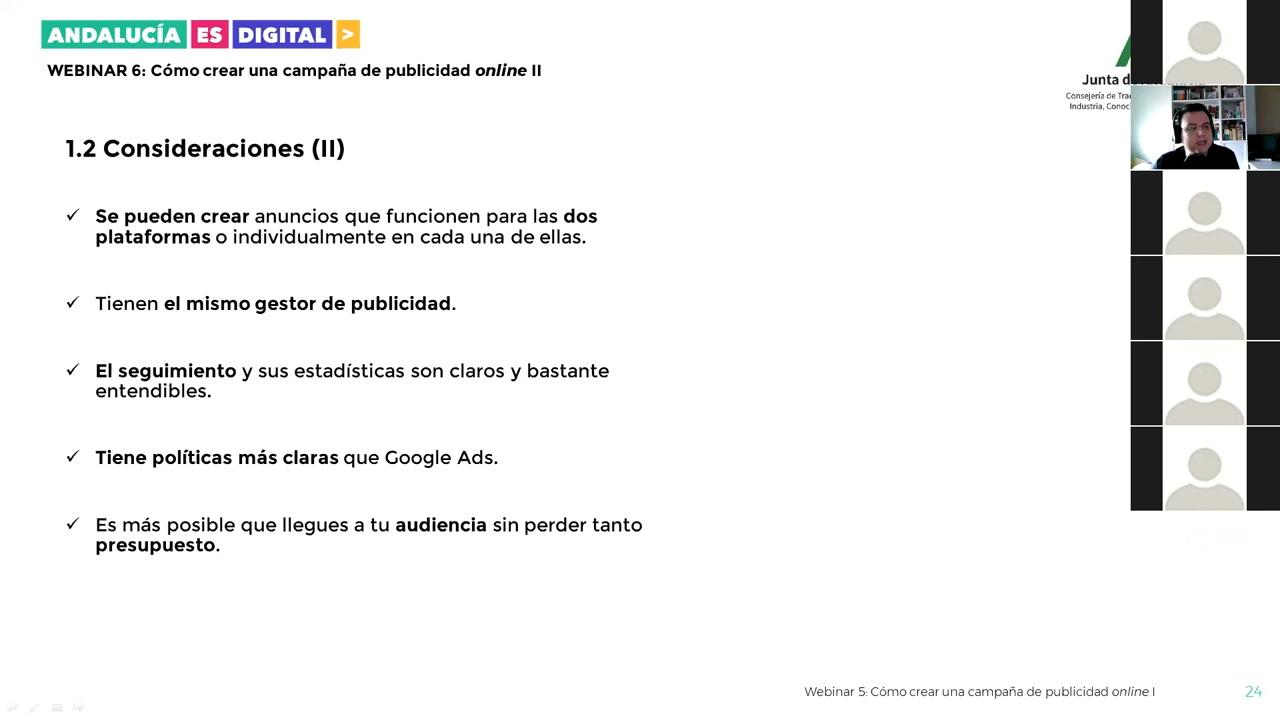 ANDALUCÍA ES DIGITAL >
WEBINAR 6: Cómo crear una campaña de publicidad online II
Junta d
Consejería de Tra
Industria, Conoc
1.2 Consideraciones (II)
✓ Se pueden crear anuncios que funcionen para las dos
plataformas o individualmente en cada una de ellas.
✓ Tienen el mismo gestor de publicidad.
✓ El seguimiento y sus estadísticas son claros y bastante
entendibles.
✓ Tiene políticas más claras que Google Ads.
✓ Es más posible que llegues a tu audiencia sin perder tanto
presupuesto.
Webinar 5: Cómo crear una campaña de publicidad online I
24